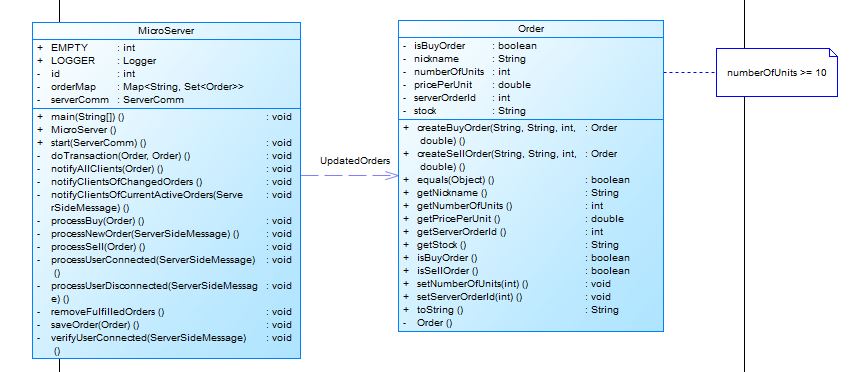 MicroServer
+ EMPTY : int
+ LOGGER : Logger
- id : int
- orderMap : Map<String, Set<Order>>
- serverComm : ServerComm
+ main(String[]) () : void
+ MicroServer ()
+ start(ServerComm) () : void
- doTransaction(Order, Order) () : void
- notifyAllClients(Order) () : void
- notifyClientsOfChangedOrders () : void
- notifyClientsOfCurrentActiveOrders(Serve : void
rSideMessage) ()
- processBuy(Order) () : void
- processNewOrder(ServerSideMessage) () : void
- processSell(Order) () : void
- processUserConnected(ServerSideMessage) : void
()
- processUserDisconnected(ServerSideMessag : void
e) ()
- removeFulfilledOrders () : void
- saveOrder(Order) () : void
- verifyUserConnected(ServerSideMessage) : void
()
UpdatedOrders
Order
- isBuyOrder : boolean
- nickname : String
- numberOfUnits : int
- pricePerUnit : double
- serverOrderId : int
- stock : String
+ createBuyOrder(String, String, int, : Order
double) ()
+ createSellOrder(String, String, int, : Order
double) ()
+ equals(Object) () : boolean
+ getNickname () : String
+ getNumberOfUnits () : int
+ getPricePerUnit () : double
+ getServerOrderId () : int
+ getStock () : String
+ isBuyOrder () : boolean
+ isSellOrder () : boolean
+ setNumberOfUnits(int) () : void
+ setServerOrderId(int) () : void
+ toString () : String
- Order ()
numberOfUnits >= 10